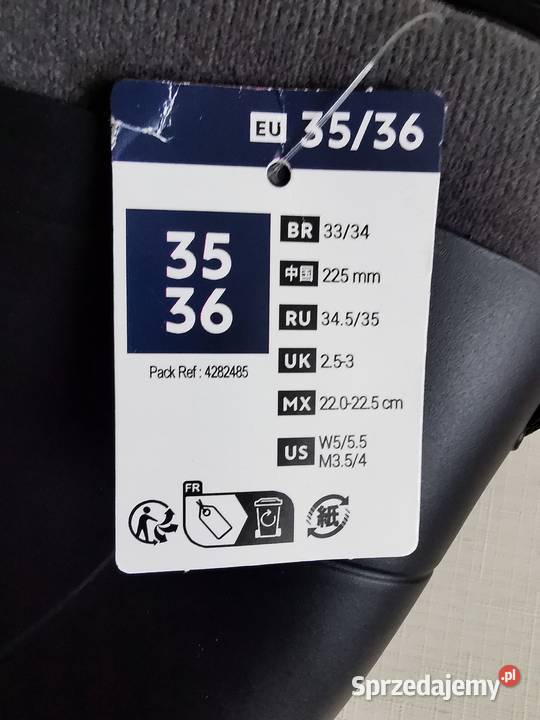 EU 35/36
35
36
Pack Ref : 4282485
BR 33/34
中国 225 mm
RU 34.5/35
UK 2.5-3
MX 22.0-22.5 cm
US W5/5.5
M3.5/4
FR
紙
Sprzedajemy.pl